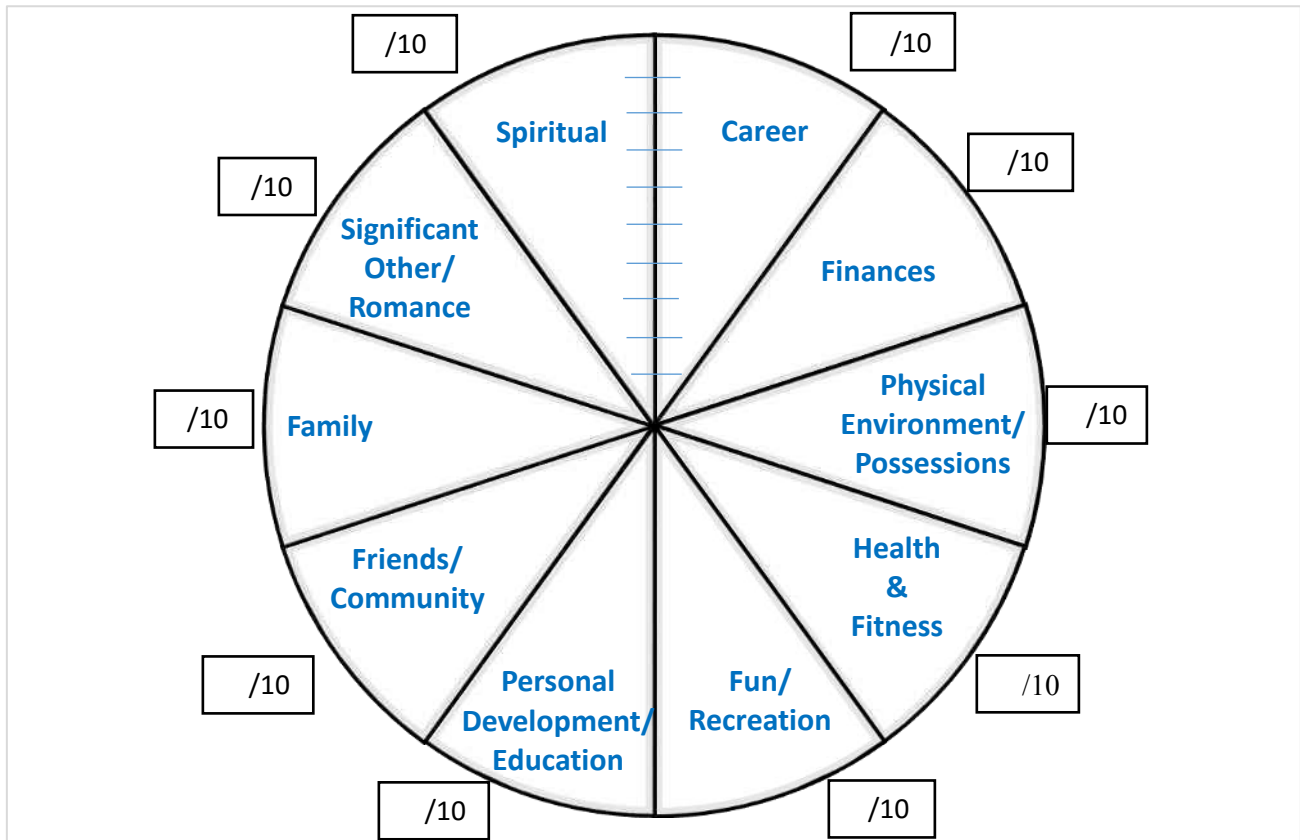 /10
/10
Spiritual
Career
/10
/10
Significant
Other/
Romance
Finances
/10
Family
Physical
Environment/
Possessions
/10
Friends/
Community
Health
&
Fitness
/10
Personal
Development/
Education
Fun/
Recreation
/10
/10
/10